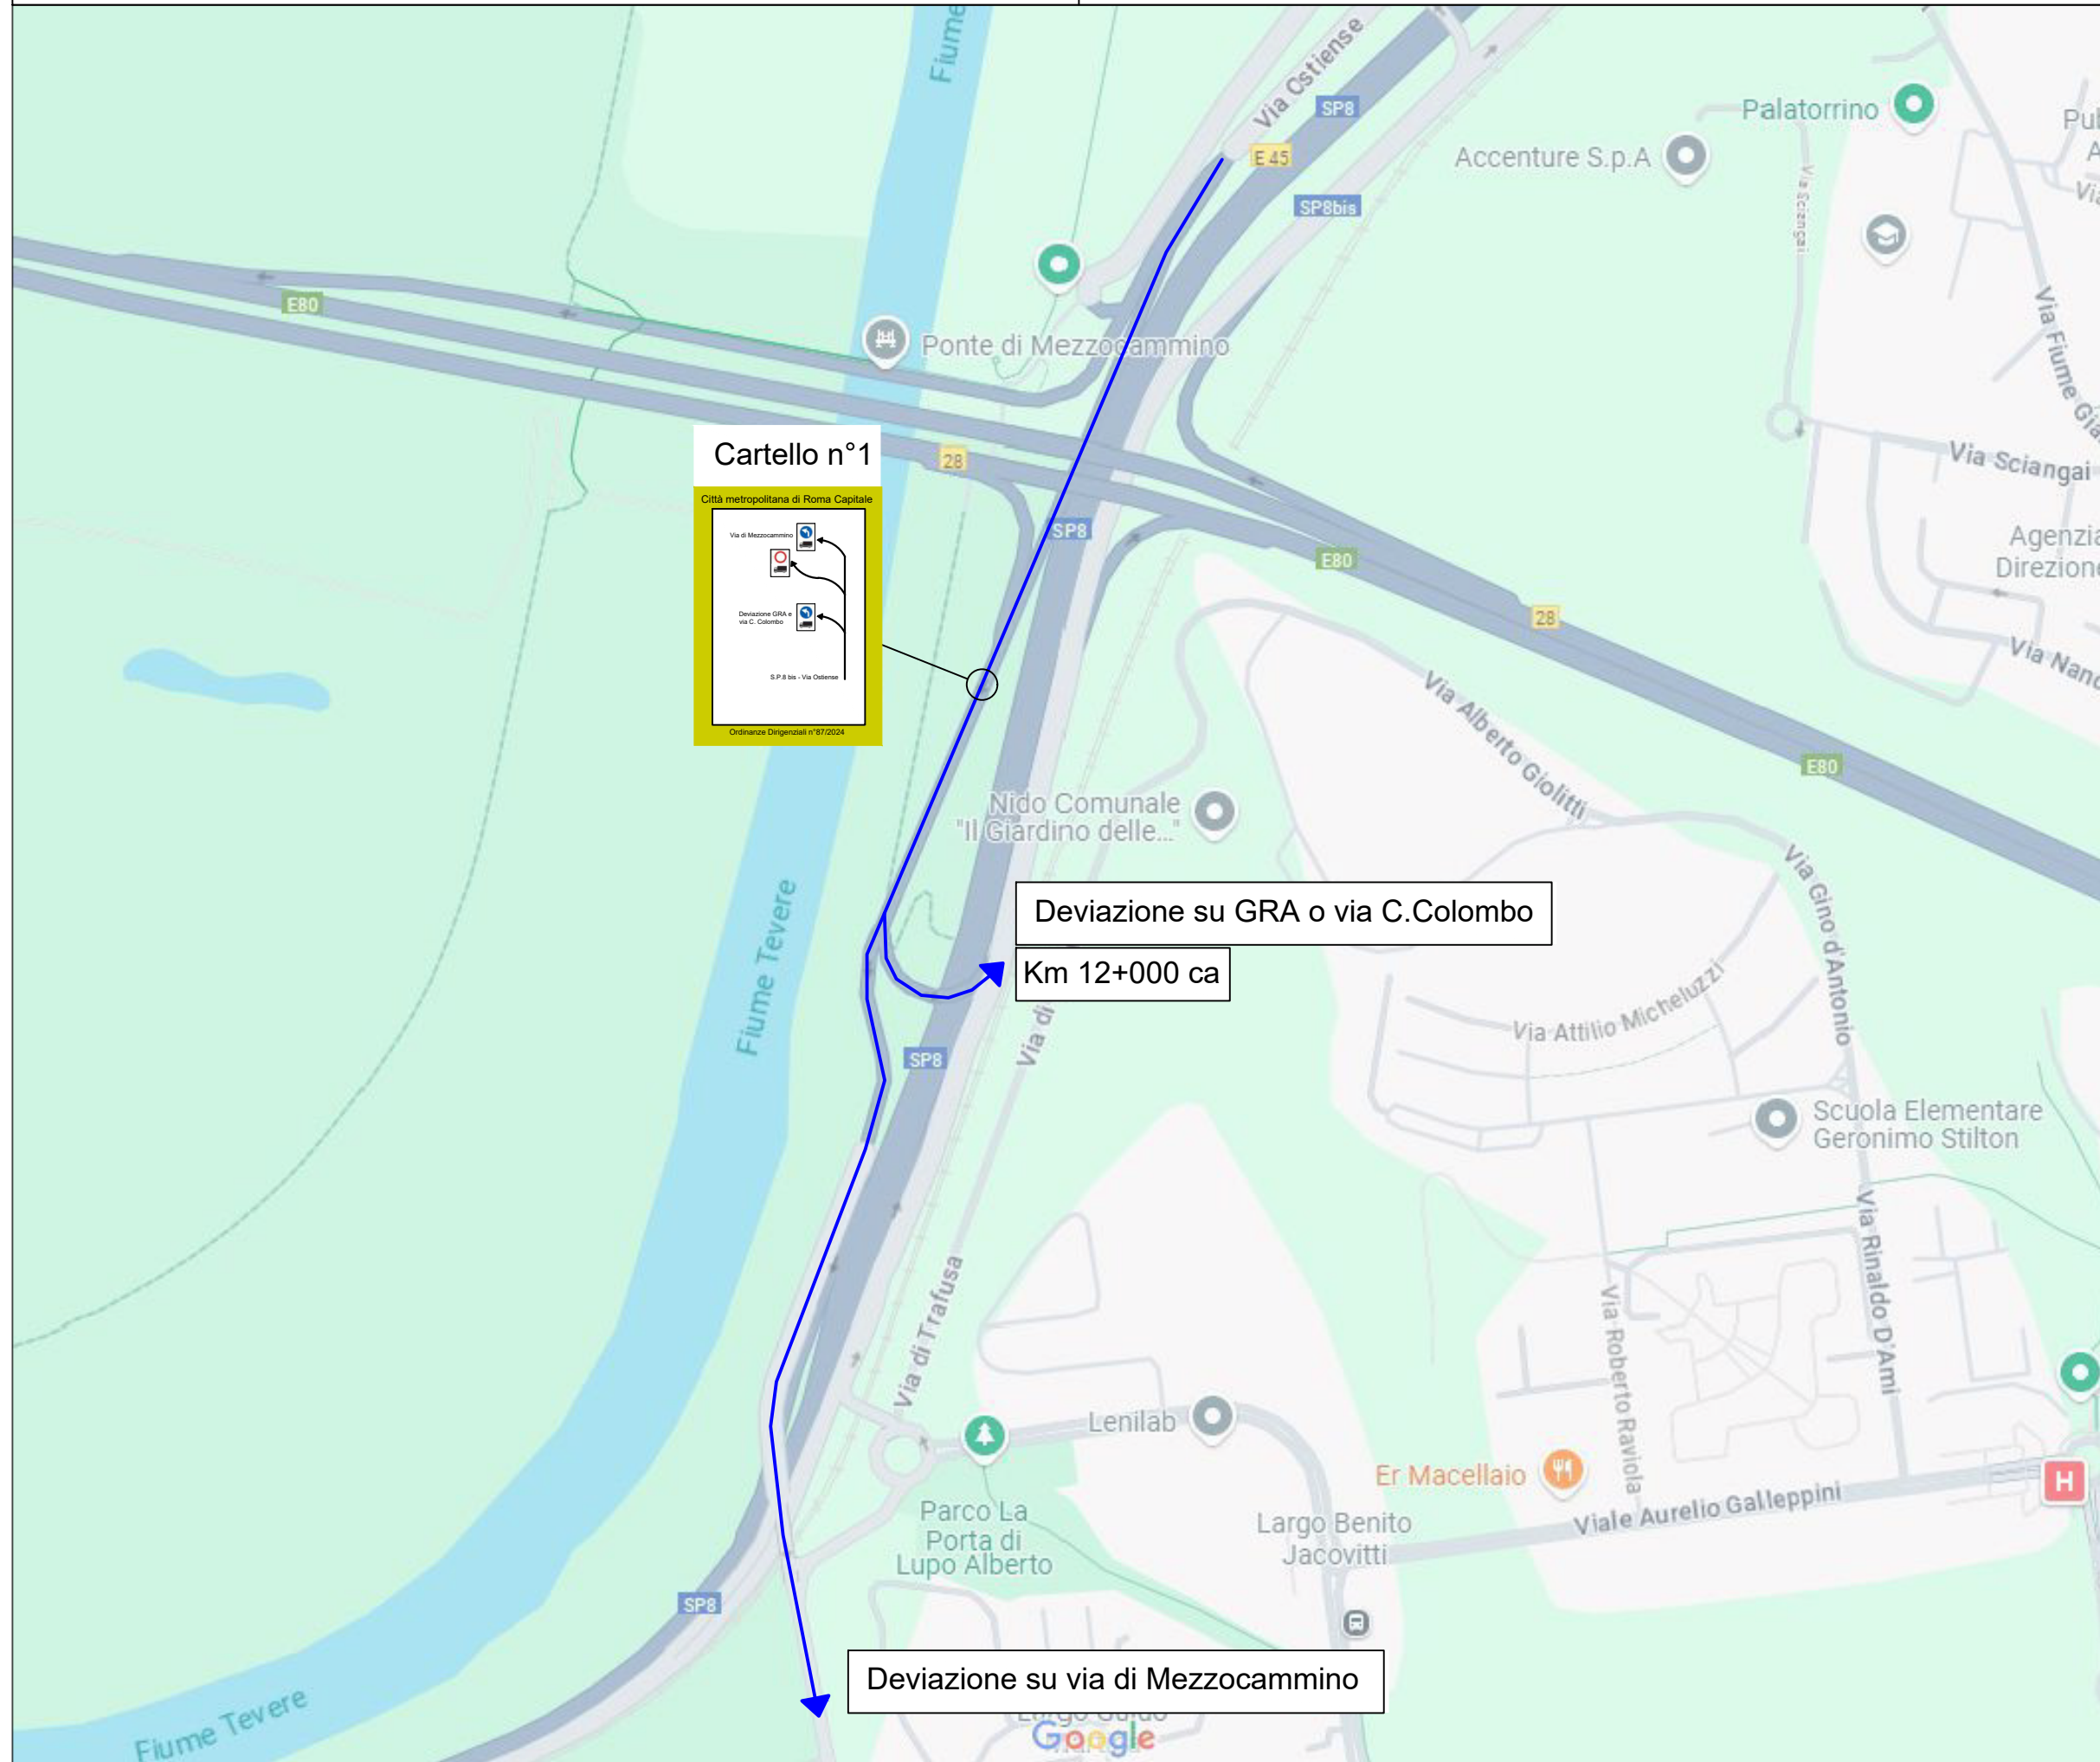 Fiume
Via Ostiense
SP8
E 45
SP8bis
Palatorrino
Accenture S.p.A
Via Sciangai
Via Fiume
E80
Ponte di Mezzocammino
Cartello n°1
28
Città metropolitana di Roma Capitale
Via di Mezzocammino
Deviazione GRA e
via C. Colombo
S.P.8 bis - Via Ostiense
Ordinanze Dirigenziali n°87/2024
SP8
E80
28
Via Sciangai
Agenzia
Direzione
Via Nanc
Via Alberto Giolitti
E80
Nido Comunale
"Il Giardino delle..."
Via Gino d'Antonio
Deviazione su GRA o via C.Colombo
Km 12+000 ca
Fiume Tevere
Via di
Via Attilio Micheluzzi
SP8
Scuola Elementare
Geronimo Stilton
Via Rinaldo D'Ami
Via di Trafusa
Via Roberto Raviola
Lenilab
Er Macellaio
H
Viale Aurelio Galleppini
Parco La
Porta di
Lupo Alberto
Largo Benito
Jacovitti
SP8
Deviazione su via di Mezzocammino
Fiume Tevere
Google